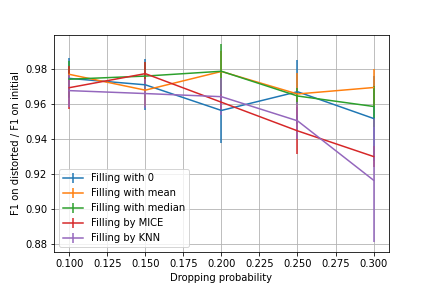 0.98
0.96
0.94
0.92
0.90
0.88
F1 on distorted / F1 on initial
Filling with 0
Filling with mean
Filling with median
Filling by MICE
Filling by KNN
0.100 0.125 0.150 0.175 0.200 0.225 0.250 0.275 0.300
Dropping probability